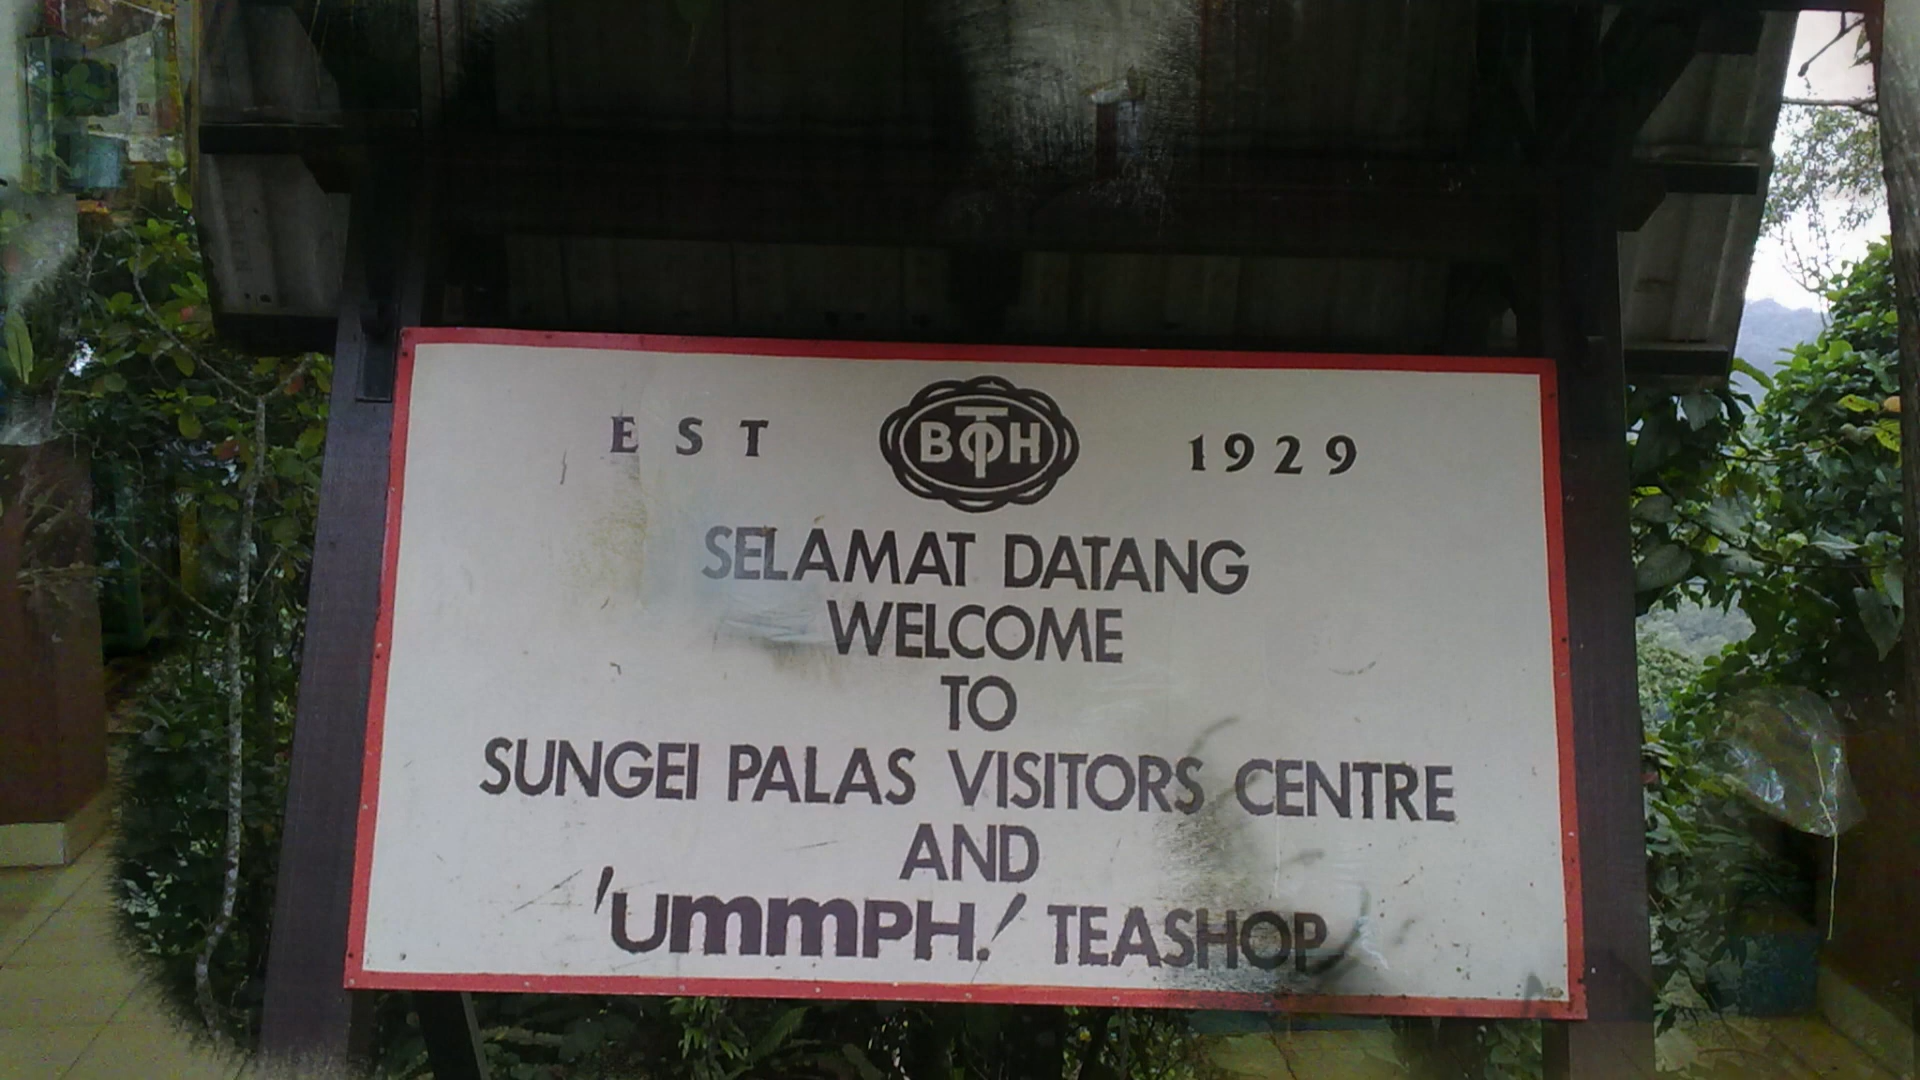 EST BOH 1929
SELAMAT DATANG
WELCOME
TO
SUNGEI PALAS VISITORS CENTRE
AND
'UMMPH!' TEASHOP